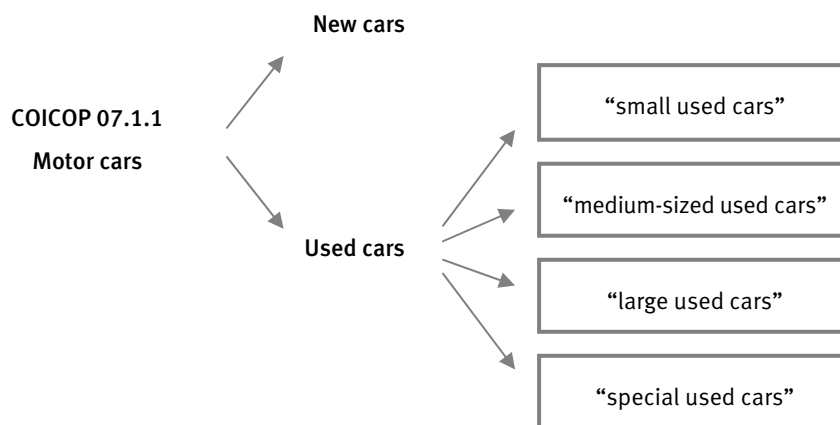 New cars
COICOP 07.1.1
Motor cars
Used cars
“small used cars”
“medium-sized used cars”
“large used cars”
“special used cars”